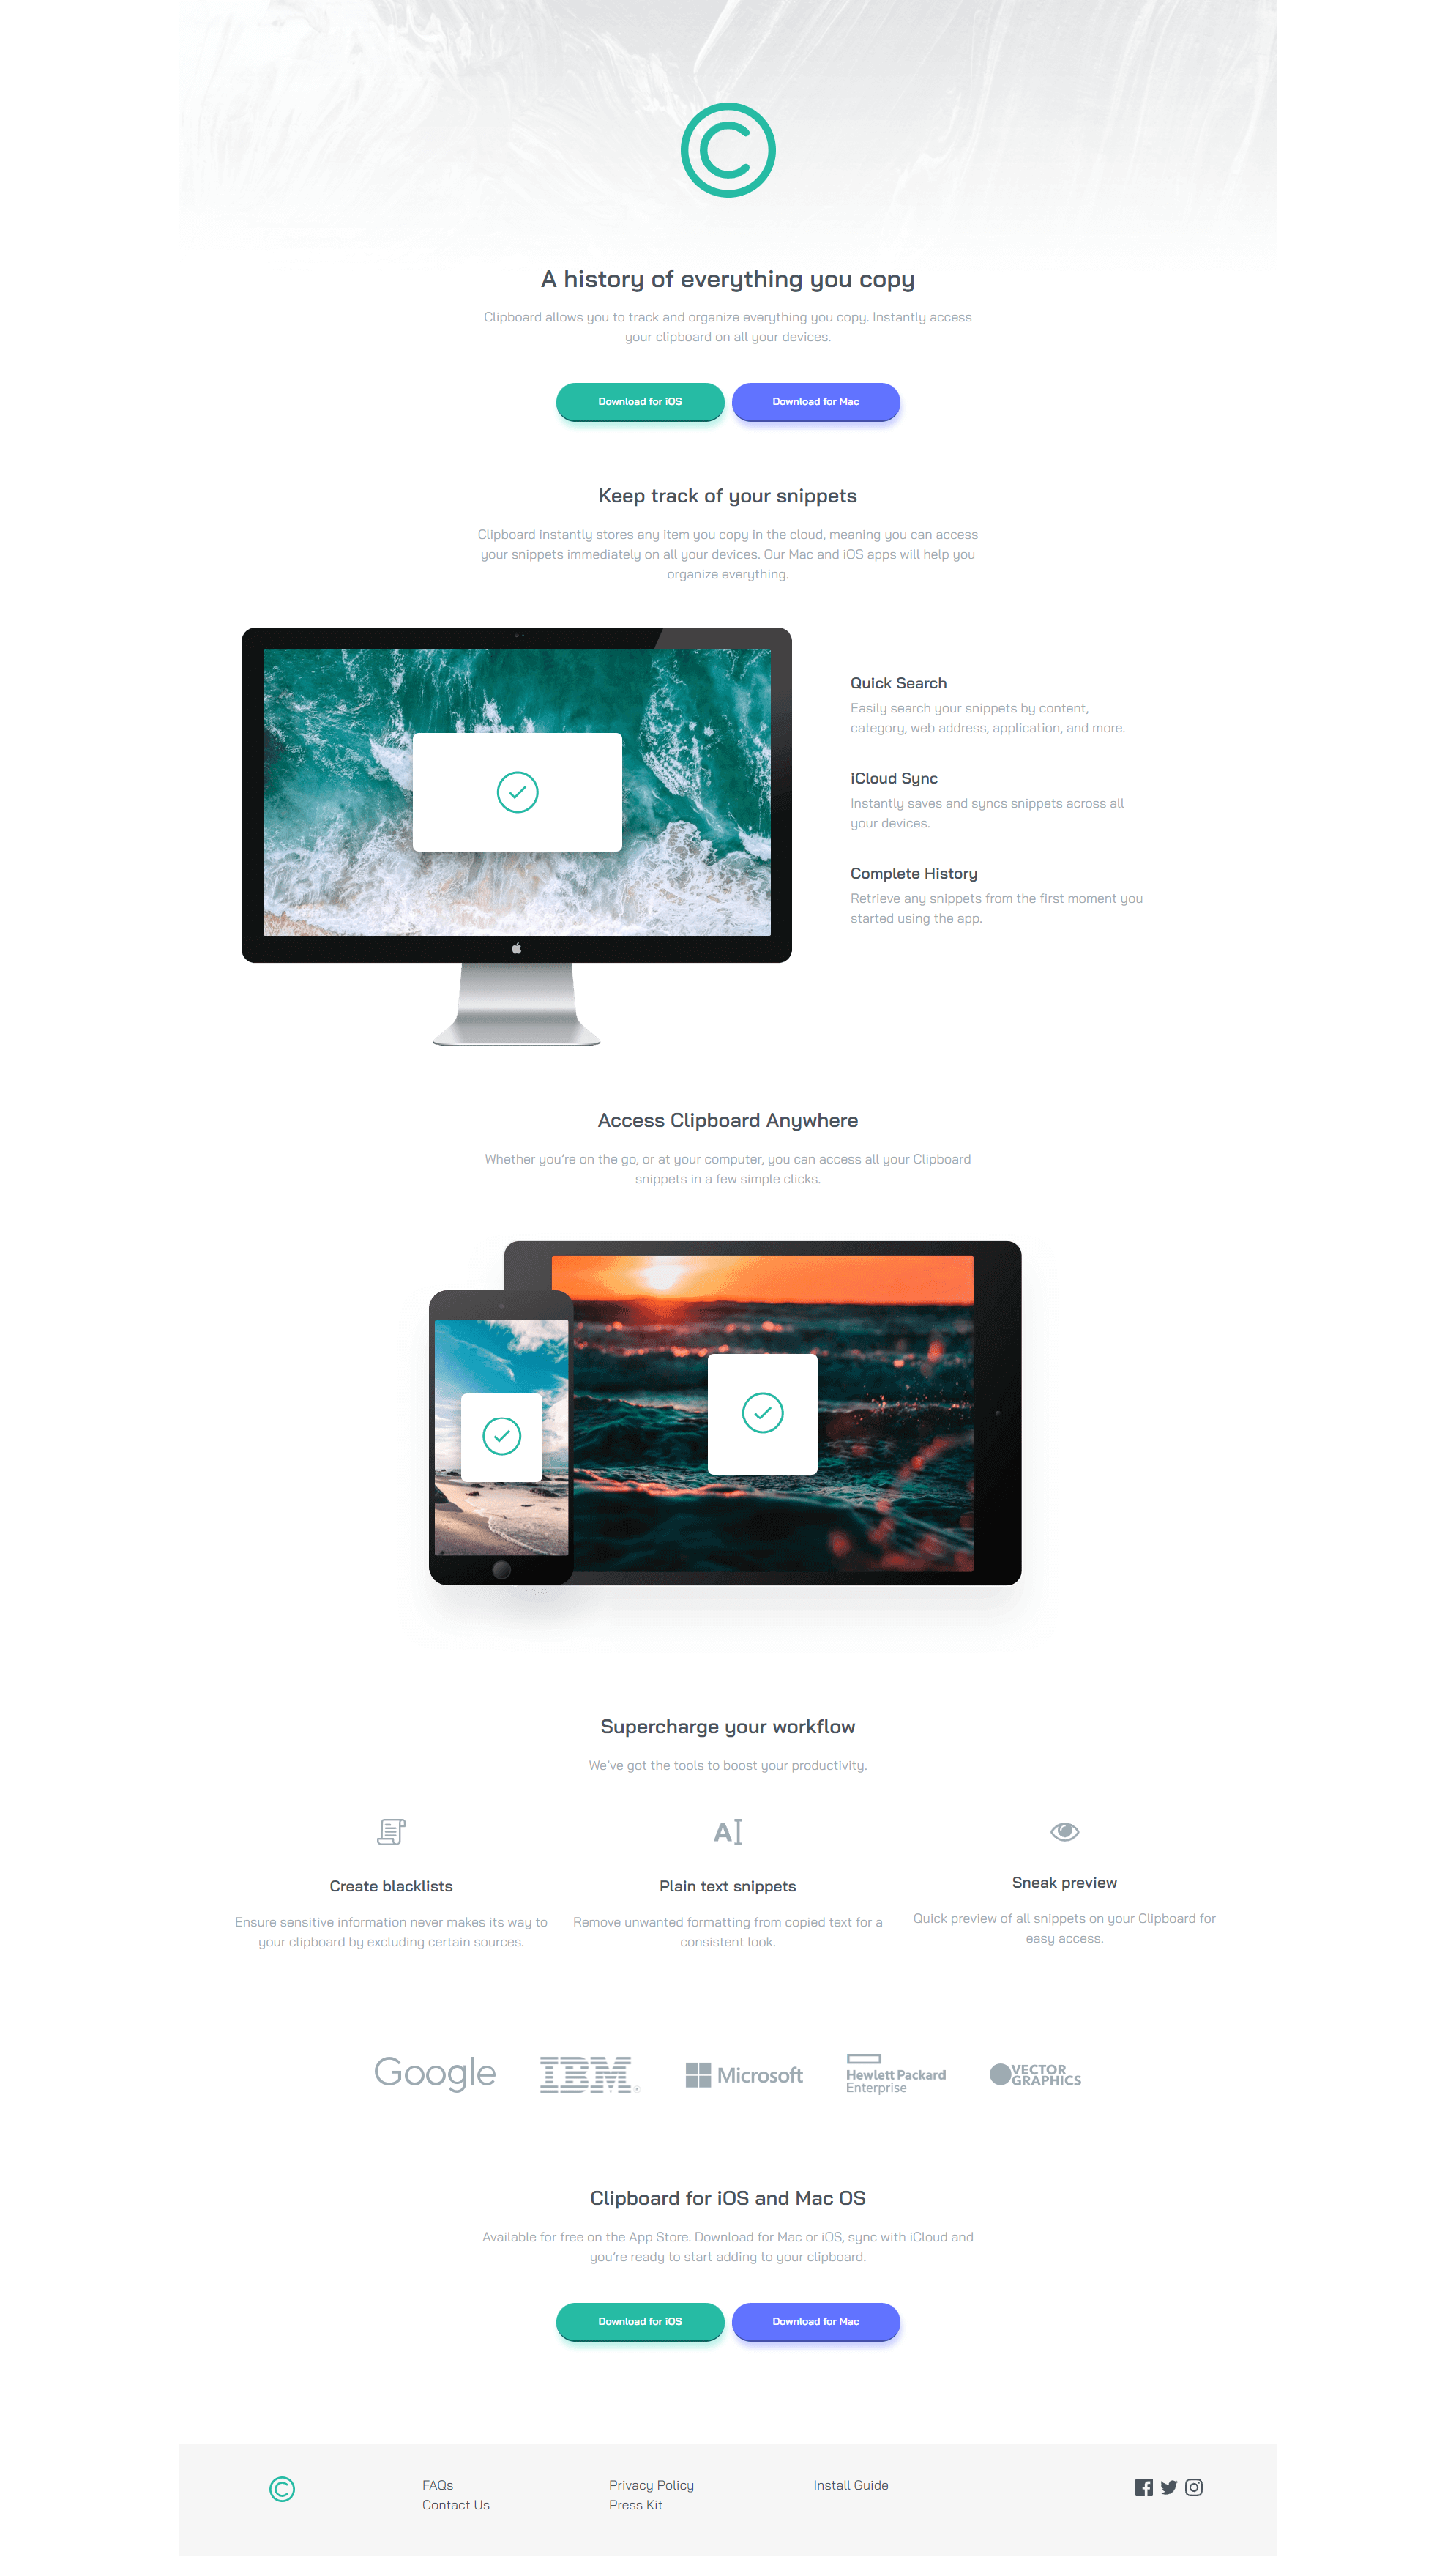 A history of everything you copy
Clipboard allows you to track and organize everything you copy. Instantly access
your clipboard on all your devices.
Download for iOS
Download for Mac
Keep track of your snippets
Clipboard instantly stores any item you copy in the cloud, meaning you can access
your snippets immediately on all your devices. Our Mac and iOS apps will help you
organize everything.
Quick Search
Easily search your snippets by content,
category, web address, application, and more.
iCloud Sync
Instantly saves and syncs snippets across all
your devices.
Complete History
Retrieve any snippets from the first moment you
started using the app.
Access Clipboard Anywhere
Whether you’re on the go, or at your computer, you can access all your Clipboard
snippets in a few simple clicks.
Supercharge your workflow
We’ve got the tools to boost your productivity.
Create blacklists
Ensure sensitive information never makes its way to
your clipboard by excluding certain sources.
Plain text snippets
Remove unwanted formatting from copied text for a
consistent look.
Sneak preview
Quick preview of all snippets on your Clipboard for
easy access.
Google
IBM
Microsoft
Hewlett Packard
Enterprise
VECTOR
GRAPHICS
Clipboard for iOS and Mac OS
Available for free on the App Store. Download for Mac or iOS, sync with iCloud and
you’re ready to start adding to your clipboard.
Download for iOS
Download for Mac
FAQs
Contact Us
Privacy Policy
Press Kit
Install Guide